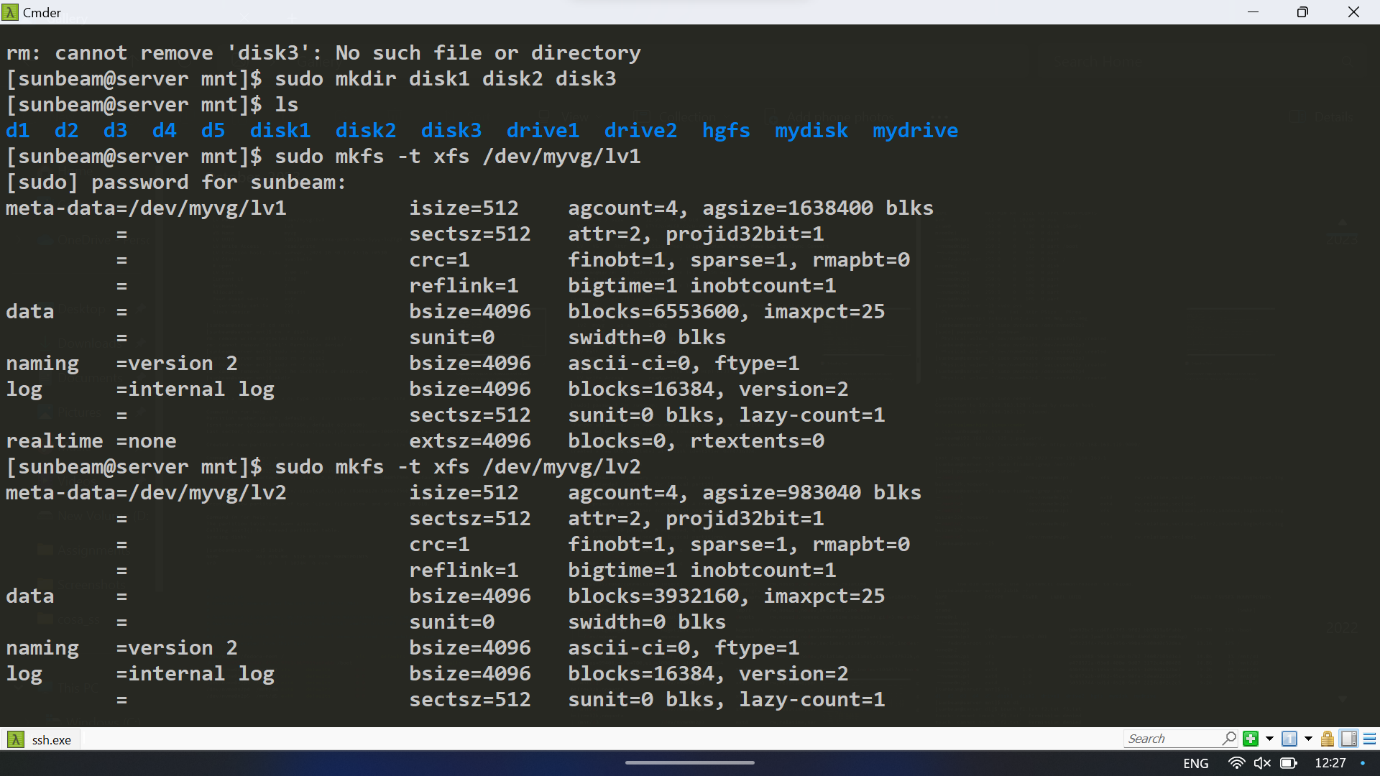 Cmder
rm: cannot remove 'disk3': No such file or directory
[sunbeam@server mnt]$ sudo mkdir disk1 disk2 disk3
[sunbeam@server mnt]$ ls
d1 d2 d3 d4 d5 disk1 disk2 disk3 drive1 drive2 hgfs mydisk mydrive
[sunbeam@server mnt]$ sudo mkfs -t xfs /dev/myvg/lv1
[sudo] password for sunbeam:
meta-data=/dev/myvg/lv1 isize=512 agcount=4, agsize=1638400 blks
= sectsz=512 attr=2, projid32bit=1
= crc=1 finobt=1, sparse=1, rmapbt=0
= reflink=1 bigtime=1 inobtcount=1
data = bsize=4096 blocks=6553600, imaxpct=25
= sunit=0 swidth=0 blks
naming =version 2 bsize=4096 ascii-ci=0, ftype=1
log =internal log bsize=4096 blocks=16384, version=2
= sectsz=512 sunit=0 blks, lazy-count=1
realtime =none extsz=4096 blocks=0, rtextents=0
[sunbeam@server mnt]$ sudo mkfs -t xfs /dev/myvg/lv2
meta-data=/dev/myvg/lv2 isize=512 agcount=4, agsize=983040 blks
= sectsz=512 attr=2, projid32bit=1
= crc=1 finobt=1, sparse=1, rmapbt=0
= reflink=1 bigtime=1 inobtcount=1
data = bsize=4096 blocks=3932160, imaxpct=25
= sunit=0 swidth=0 blks
naming =version 2 bsize=4096 ascii-ci=0, ftype=1
log =internal log bsize=4096 blocks=16384, version=2
= sectsz=512 sunit=0 blks, lazy-count=1
ssh.exe Search
ENG 12:27